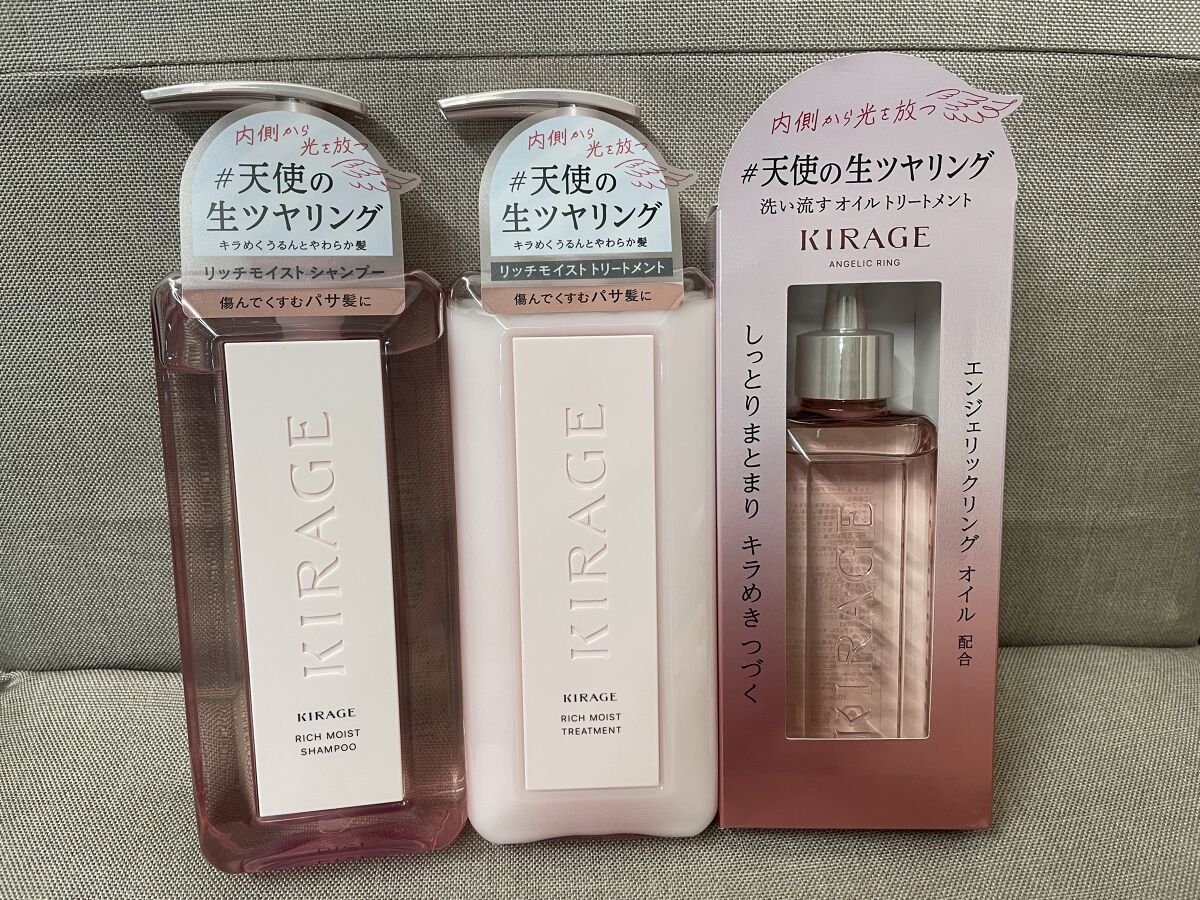 内側から
光を放つ
#天使の
生ツヤリング
キラめくうるんとやわらか髪
リッチモイスト シャンプー
傷んでくすむパサ髪に
KIRAGE
KIRAGE
RICH MOIST
SHAMPOO
内側から
光を放つ
#天使の
生ツヤリング
キラめくうるんとやわらか髪
リッチモイストトリートメント
傷んでくすむパサ髪に
KIRAGE
KIRAGE
RICH MOIST
TREATMENT
内側から光を放つ
#天使の生ツヤリング
洗い流すオイルトリートメント
KIRAGE
ANGELIC RING
エンジェリックリング オイル 配合
しっとりまとまり キラめき つづく
KIRAGE